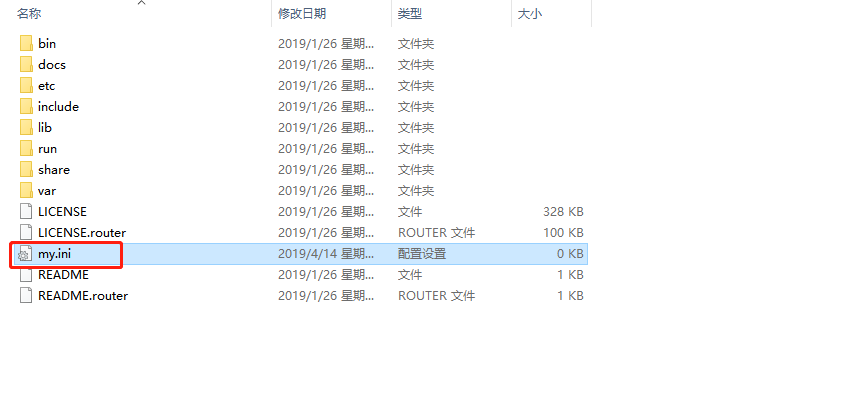 名称 修改日期 类型 大小
bin 2019/1/26 星期... 文件夹
docs 2019/1/26 星期... 文件夹
etc 2019/1/26 星期... 文件夹
include 2019/1/26 星期... 文件夹
lib 2019/1/26 星期... 文件夹
run 2019/1/26 星期... 文件夹
share 2019/1/26 星期... 文件夹
var 2019/1/26 星期... 文件夹
LICENSE 2019/1/26 星期... 文件 328 KB
LICENSE.router 2019/1/26 星期... ROUTER 文件 100 KB
my.ini 2019/4/14 星期... 配置设置 0 KB
README 2019/1/26 星期... 文件 1 KB
README.router 2019/1/26 星期... ROUTER 文件 1 KB